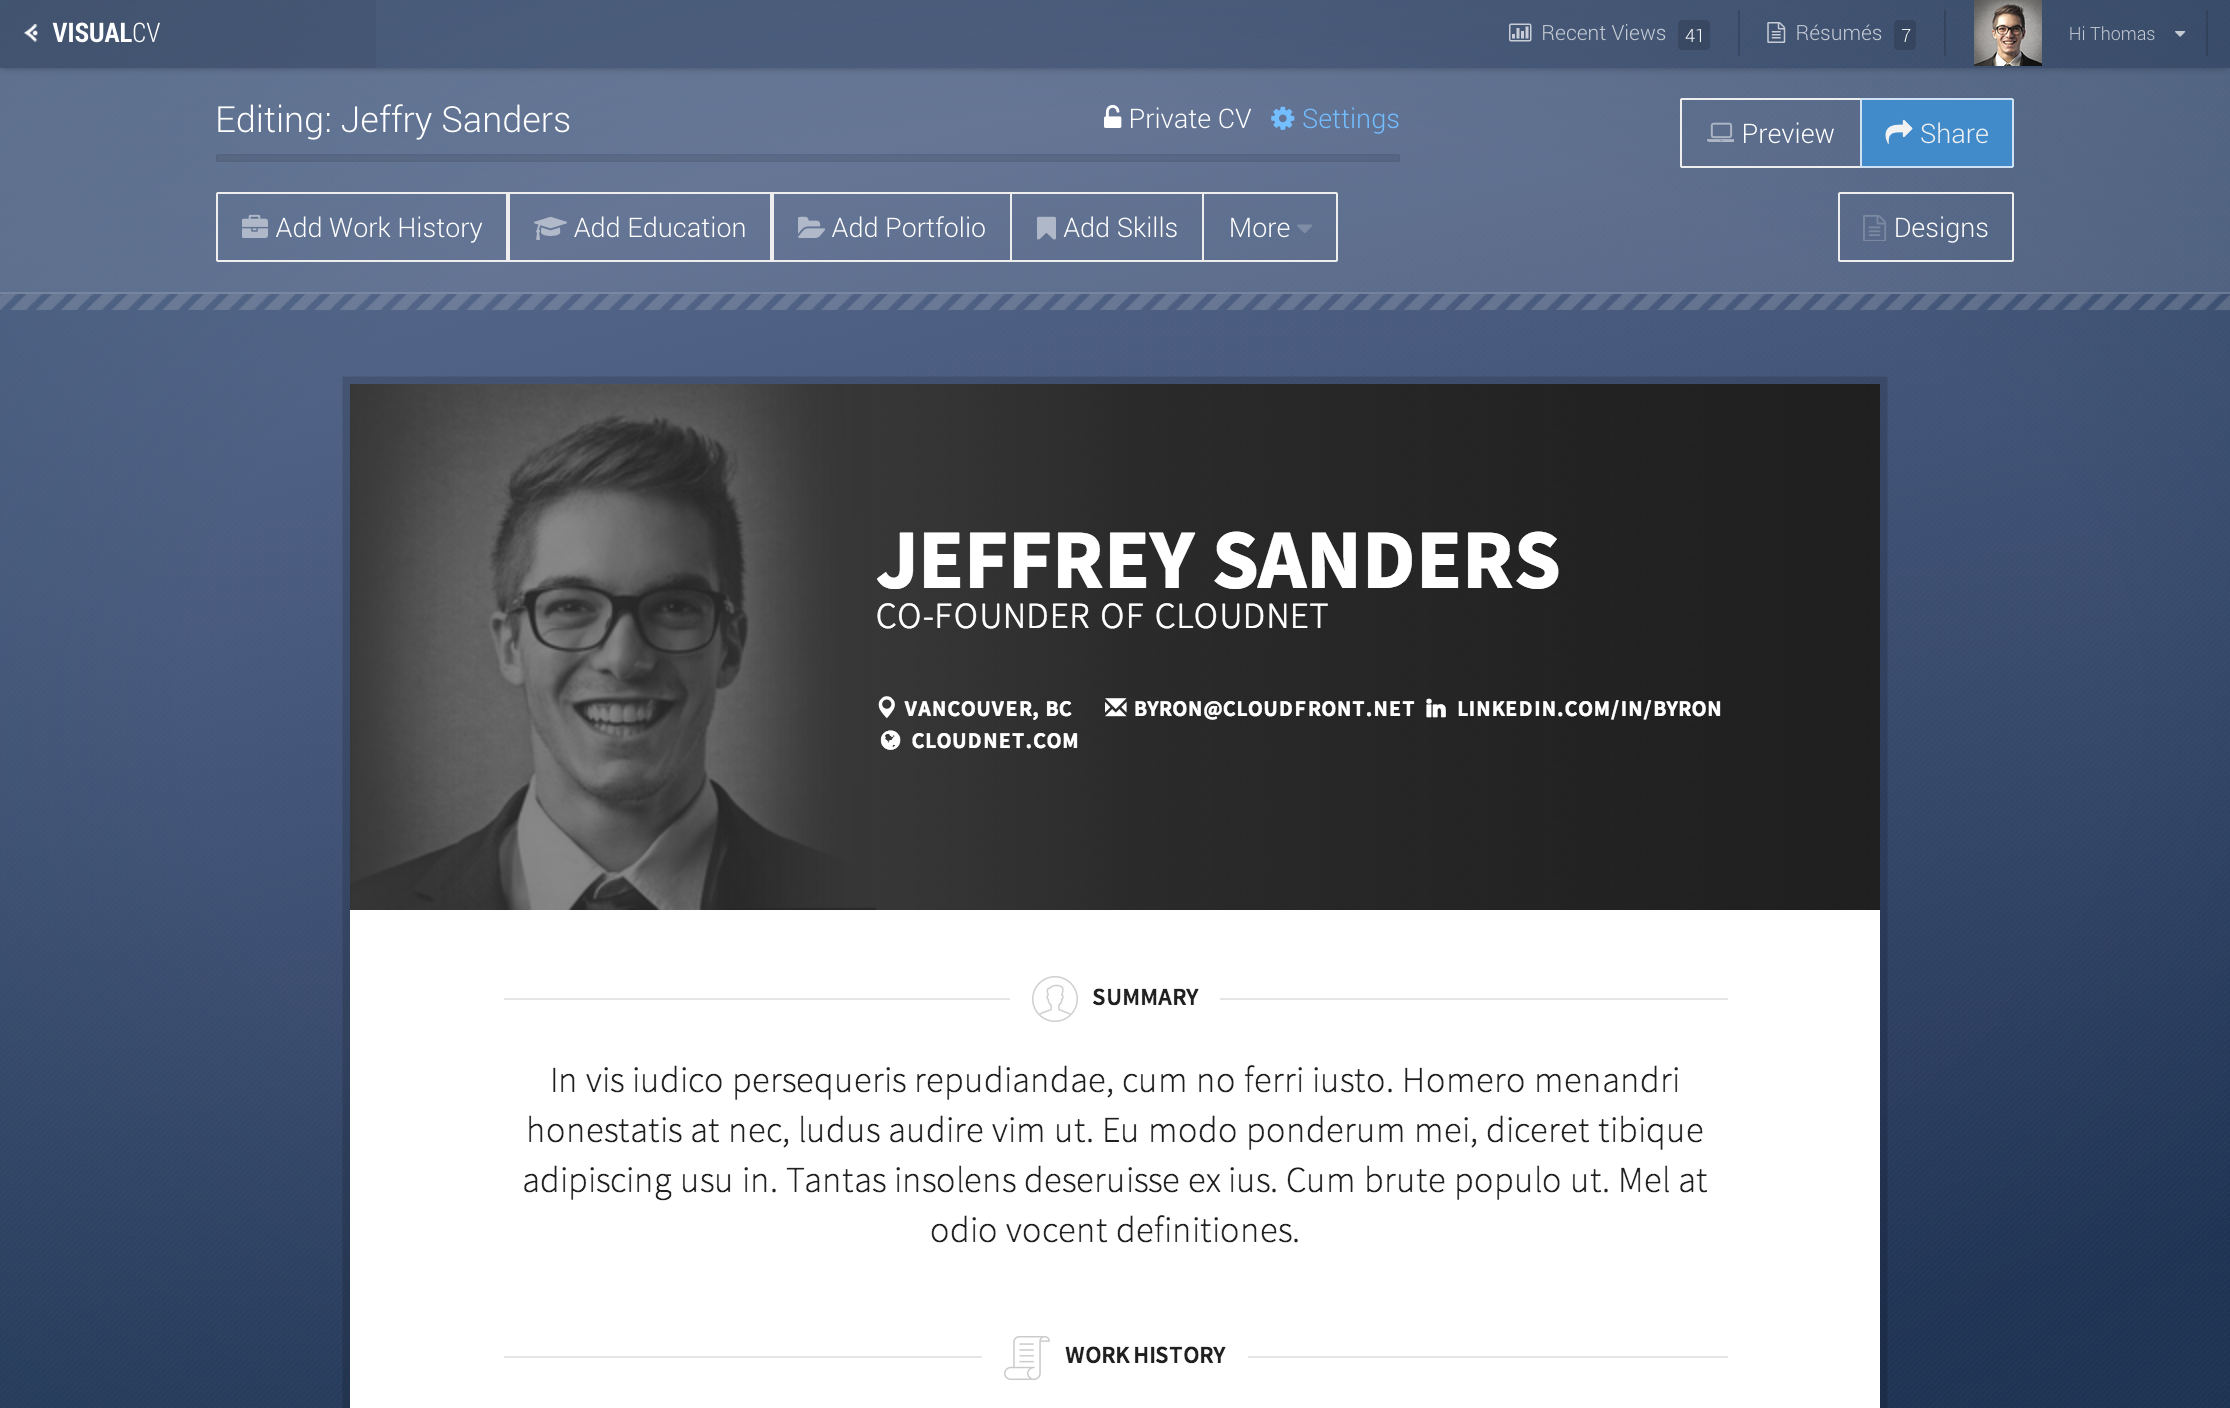 VISUALCV
Recent Views 41
Résumés 7
Hi Thomas
Editing: Jeffry Sanders
Private CV
Settings
Preview
Share
Add Work History
Add Education
Add Portfolio
Add Skills
More
Designs
JEFFREY SANDERS
CO-FOUNDER OF CLOUDNET
VANCOUVER, BC BYRON@CLOUDFRONT.NET in LINKEDIN.COM/IN/BYRON
CLOUDNET.COM
SUMMARY
In vis iudico persequeris repudiandae, cum no ferri iusto. Homero menandri
honestatis at nec, ludus audire vim ut. Eu modo ponderum mei, diceret tibique
adipiscing usu in. Tantas insolens deseruisse ex ius. Cum brute populo ut. Mel at
odio vocent definitiones.
WORK HISTORY